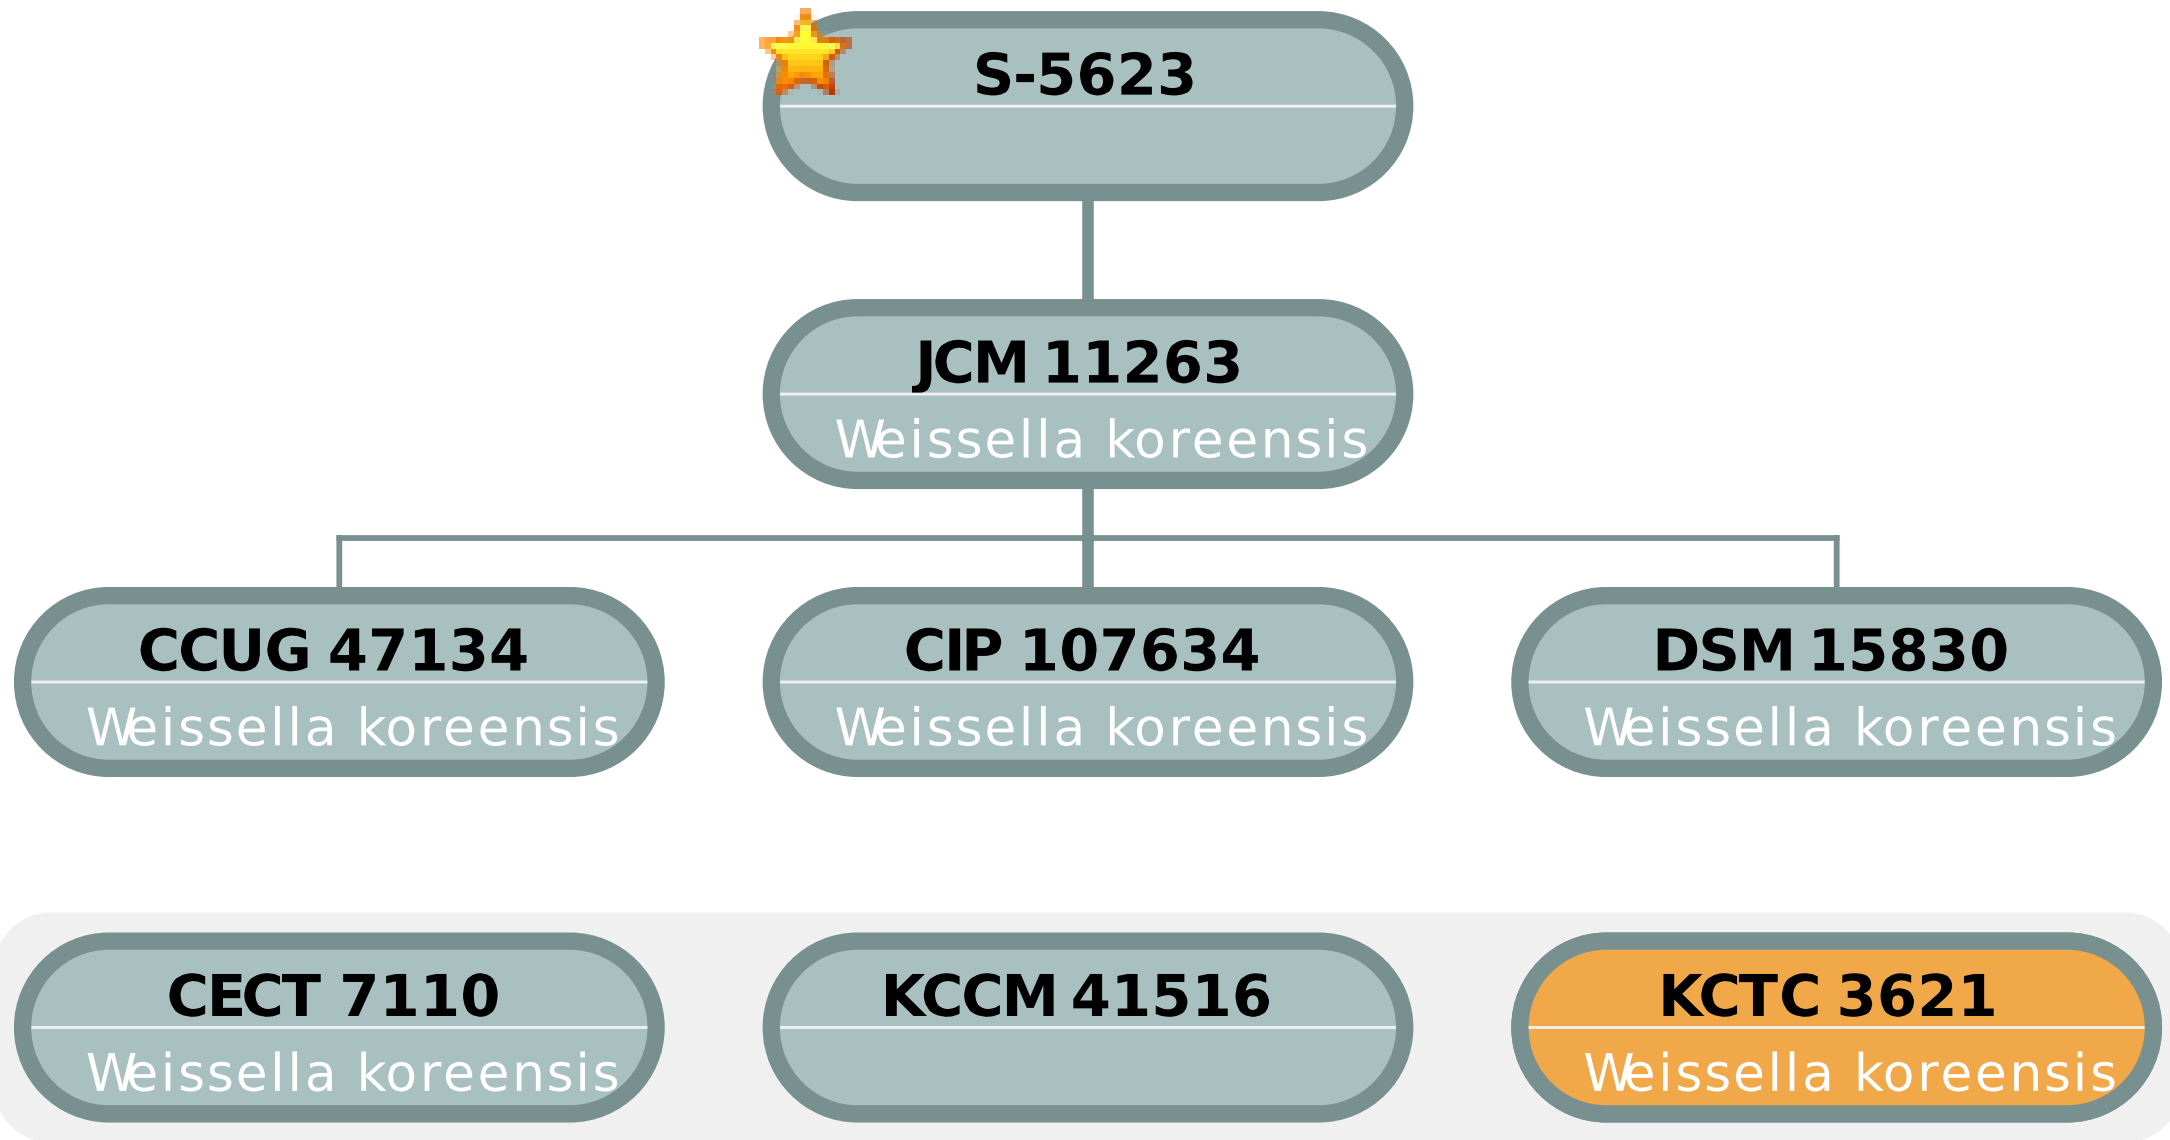 S-5623
JCM 11263
Weissella koreensis
CCUG 47134
Weissella koreensis
CIP 107634
Weissella koreensis
DSM 15830
Weissella koreensis
CECT 7110
Weissella koreensis
KCCM 41516
KCTC 3621
Weissella koreensis